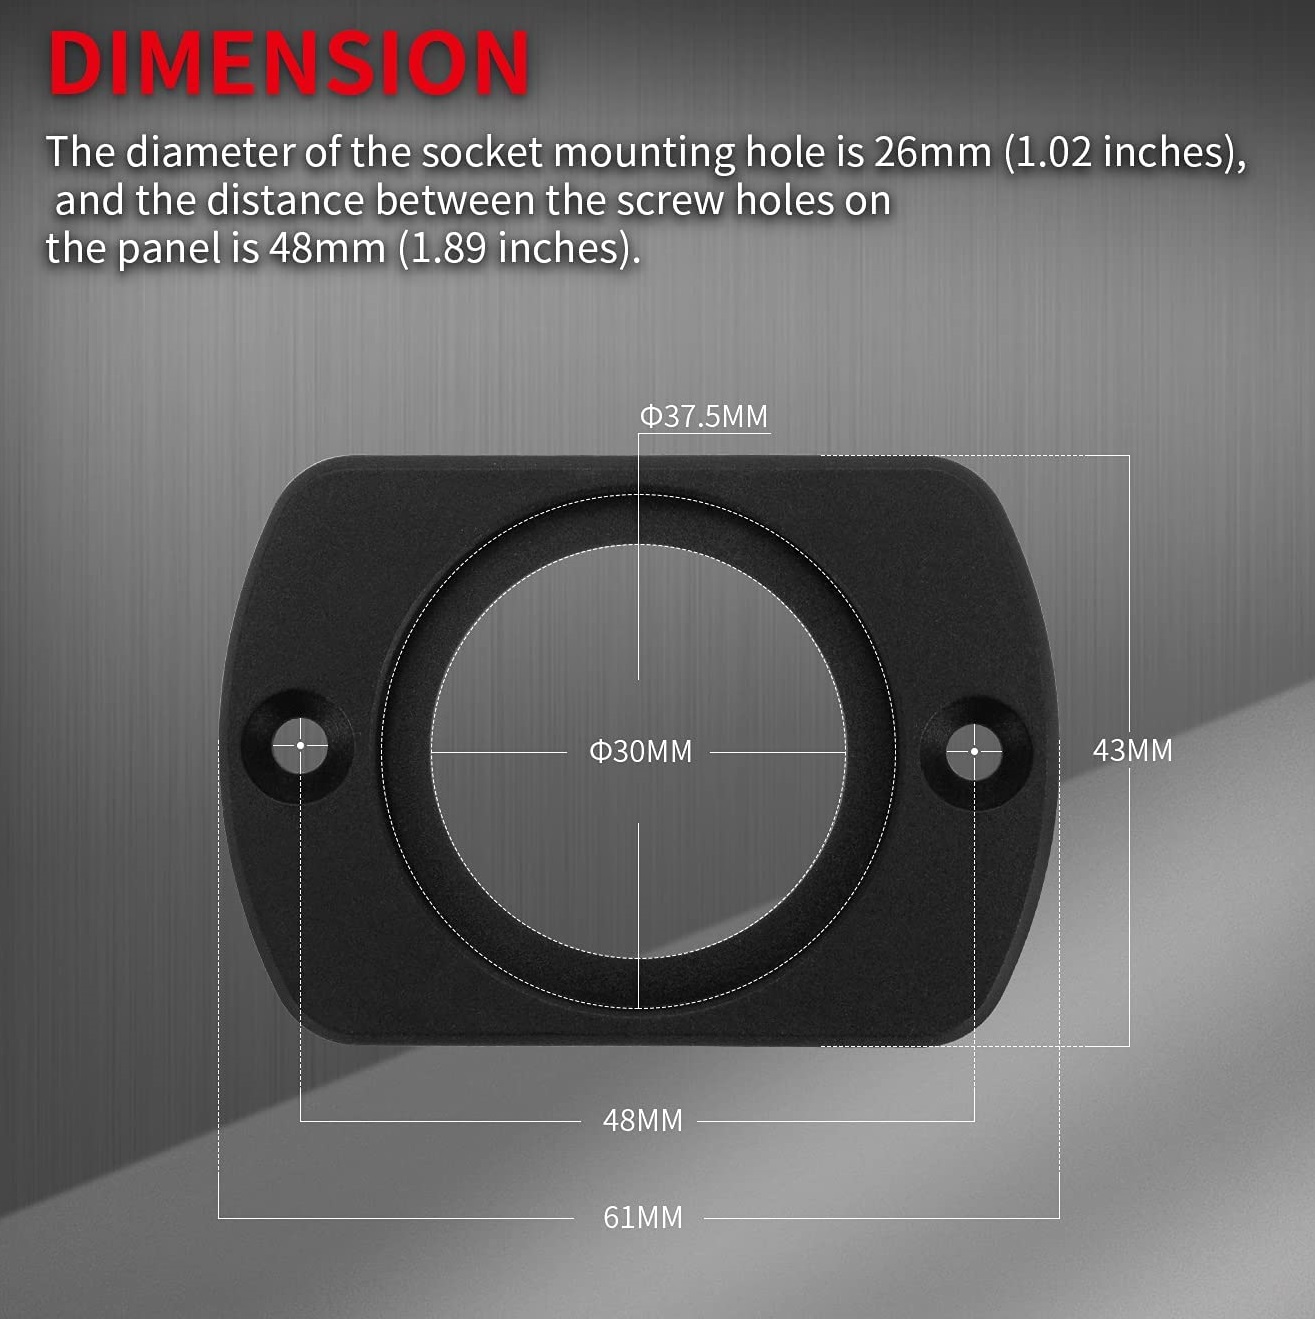 DIMENSION
The diameter of the socket mounting hole is 26mm (1.02 inches),
and the distance between the screw holes on
the panel is 48mm (1.89 inches).
Φ37.5MM
Φ30MM
43MM
48MM
61MM